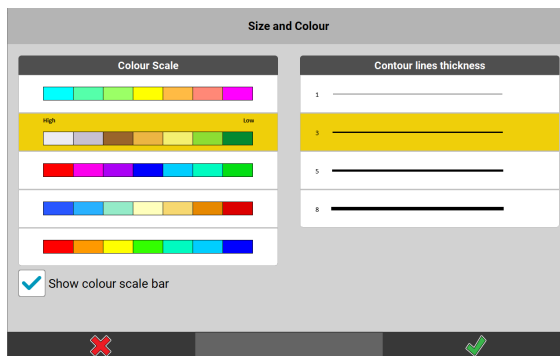 Size and Colour
Colour Scale
High Low
Show colour scale bar
Contour lines thickness
1
3
5
8